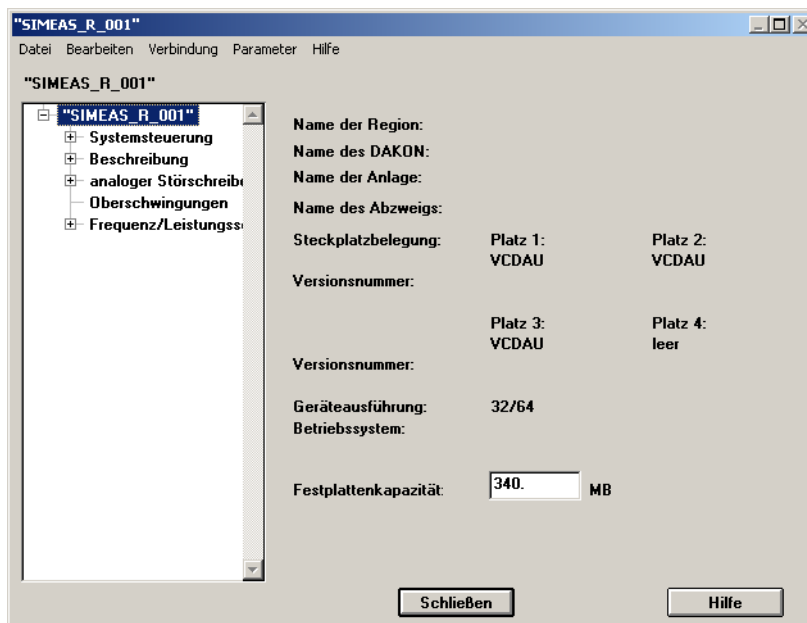 "SIMEAS_R_001"
Datei Bearbeiten Verbindung Parameter Hilfe
"SIMEAS_R_001"
"SIMEAS_R_001"
Systemsteuerung
Beschreibung
analoger Störschreib
Oberschwingungen
Frequenz/Leistungss
Name der Region:
Name des DAKON:
Name der Anlage:
Name des Abzweigs:
Steckplatzbelegung: Platz 1: Platz 2:
VCDAU VCDAU
Versionsnummer:
Platz 3: Platz 4:
VCDAU leer
Versionsnummer:
Geräteausführung: 32/64
Betriebssystem:
Festplattenkapazität: 340. MB
Schließen Hilfe